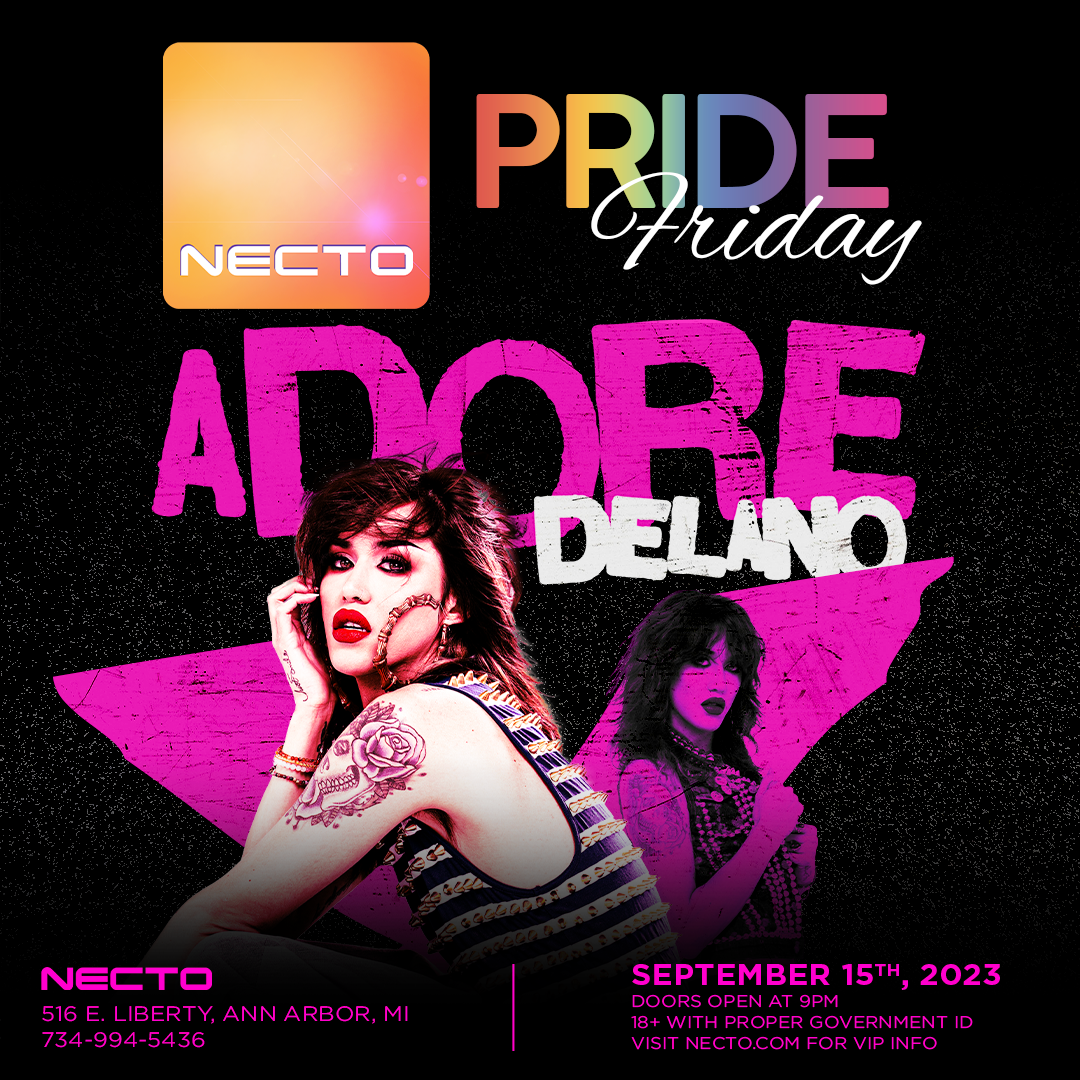 NECTO
PRIDE
Friday
ADORE
DELANO
NECTO
516 E. LIBERTY, ANN ARBOR, MI
734-994-5436
SEPTEMBER 15TH, 2023
DOORS OPEN AT 9PM
18+ WITH PROPER GOVERNMENT ID
VISIT NECTO.COM FOR VIP INFO